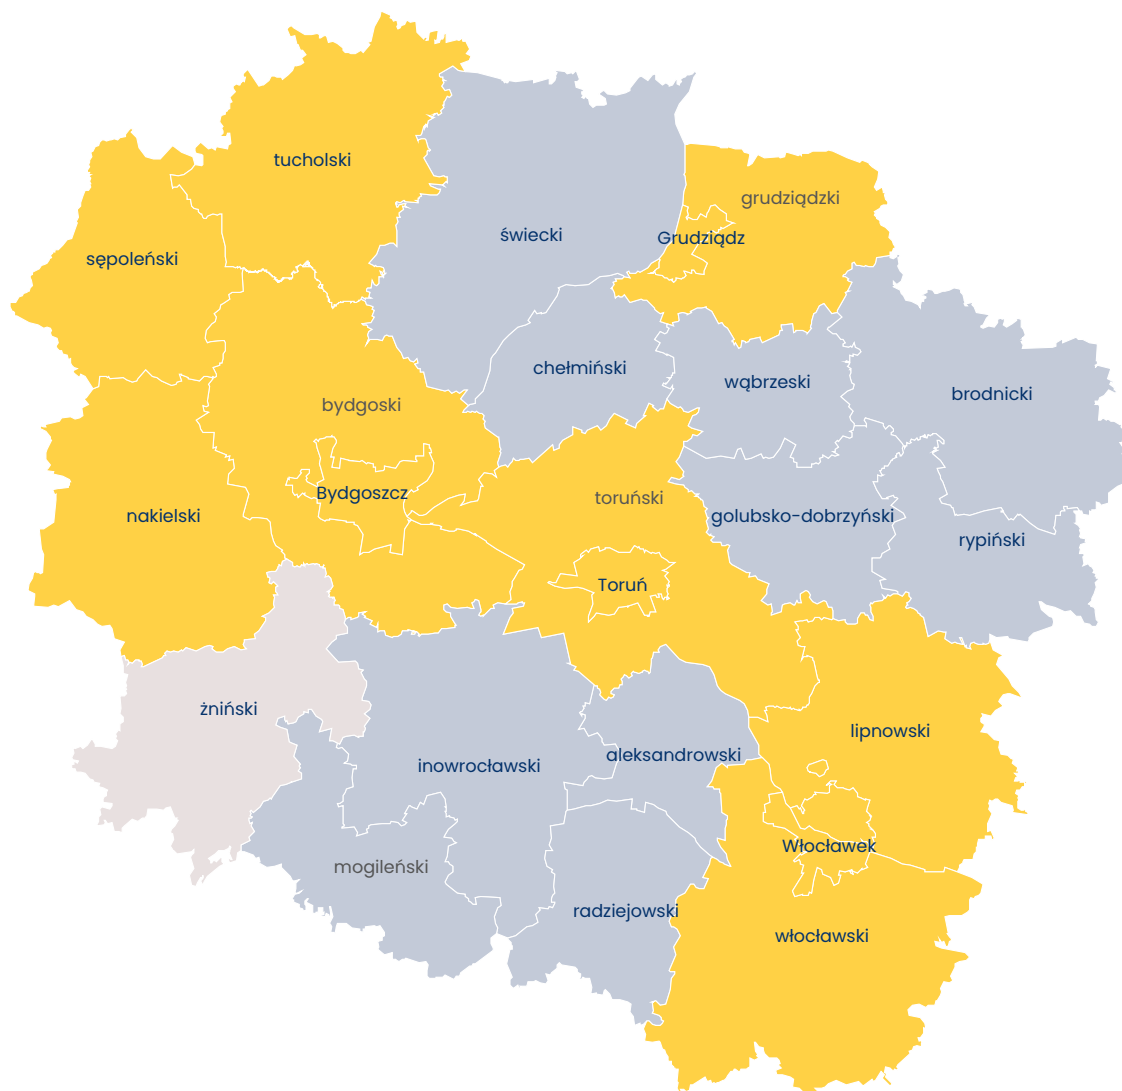 tucholski
grudziądzki
świecki
Grudziądz
sępoleński
chełmiński
wąbrzeski
brodnicki
bydgoski
Bydgoszcz
toruński
nakielski
golubsko-dobrzyński
rypiński
Toruń
żniński
lipnowski
aleksandrowski
inowrocławski
Włocławek
mogileński
radziejowski
włocławski